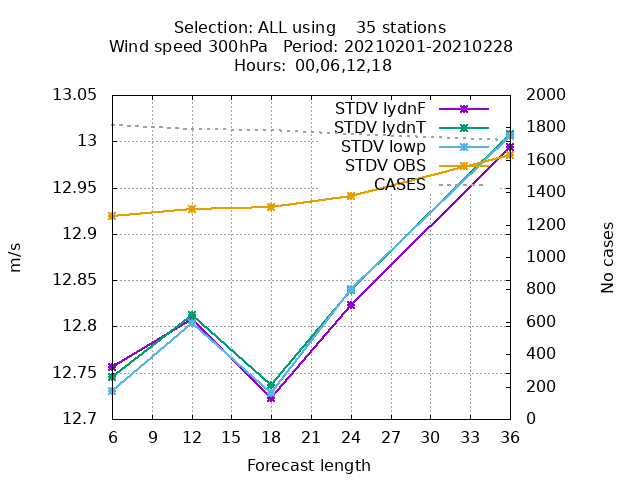 Selection: ALL using    35 stations
Wind speed 300hPa   Period: 20210201-20210228
Hours: 00,06,12,18
STDV lydnF
STDV lydnT
STDV lowp
STDV OBS
CASES
13.05
13
12.95
12.9
12.85
12.8
12.75
12.7
m/s
2000
1800
1600
1400
1200
1000
800
600
400
200
0
No cases
6 9 12 15 18 21 24 27 30 33 36
Forecast length